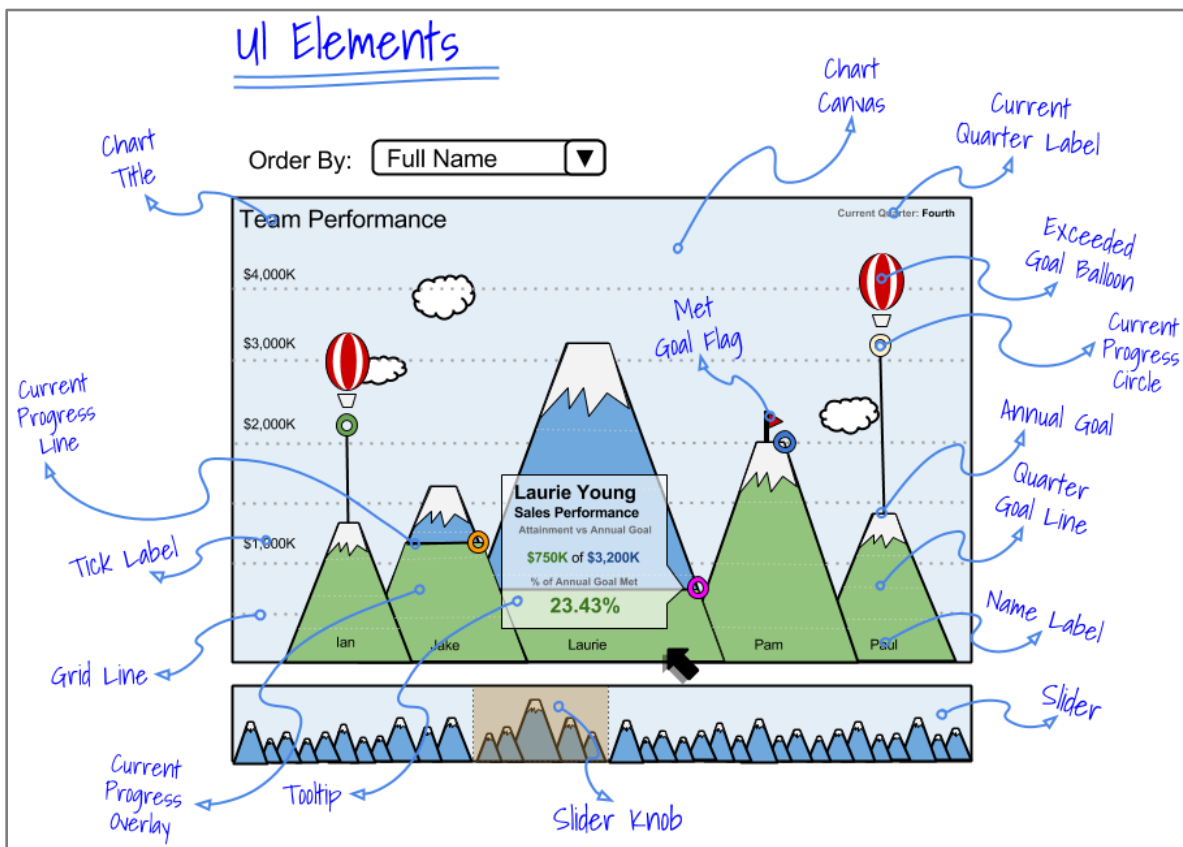 UI Elements
Chart
Canvas
Current
Quarter Label
Chart
Title
Order By: Full Name ▼
Team Performance
Current Quarter: Fourth
Exceeded
Goal Balloon
$4,000K
Met
Goal Flag
Current
Progress
Circle
$3,000K
Current
Progress
Line
Annual Goal
$2,000K
Quarter
Goal Line
Laurie Young
Sales Performance
Attainment vs Annual Goal
$750K of $3,200K
% of Annual Goal Met
23.43%
$1,000K
Tick Label
Name Label
Ian
Jake
Laurie
Pam
Paul
Grid Line
Slider
Current
Progress
Overlay
Tooltip
Slider Knob